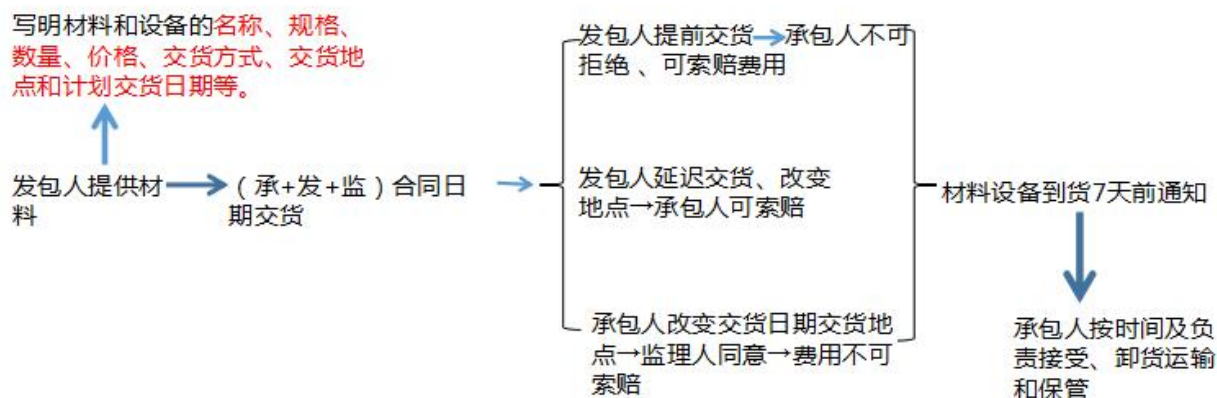 写明材料和设备的名称、规格、
数量、价格、交货方式、交货地
点和计划交货日期等。
发包人提供材
料
（承+发+监）合同日
期交货
发包人提前交货
承包人不可
拒绝 、可索赔费用
发包人延迟交货、改变
地点→承包人可索赔
承包人改变交货日期交货地
点→监理人同意→费用不可
索赔
材料设备到货7天前通知
承包人按时间及负
责接受、卸货运输
和保管